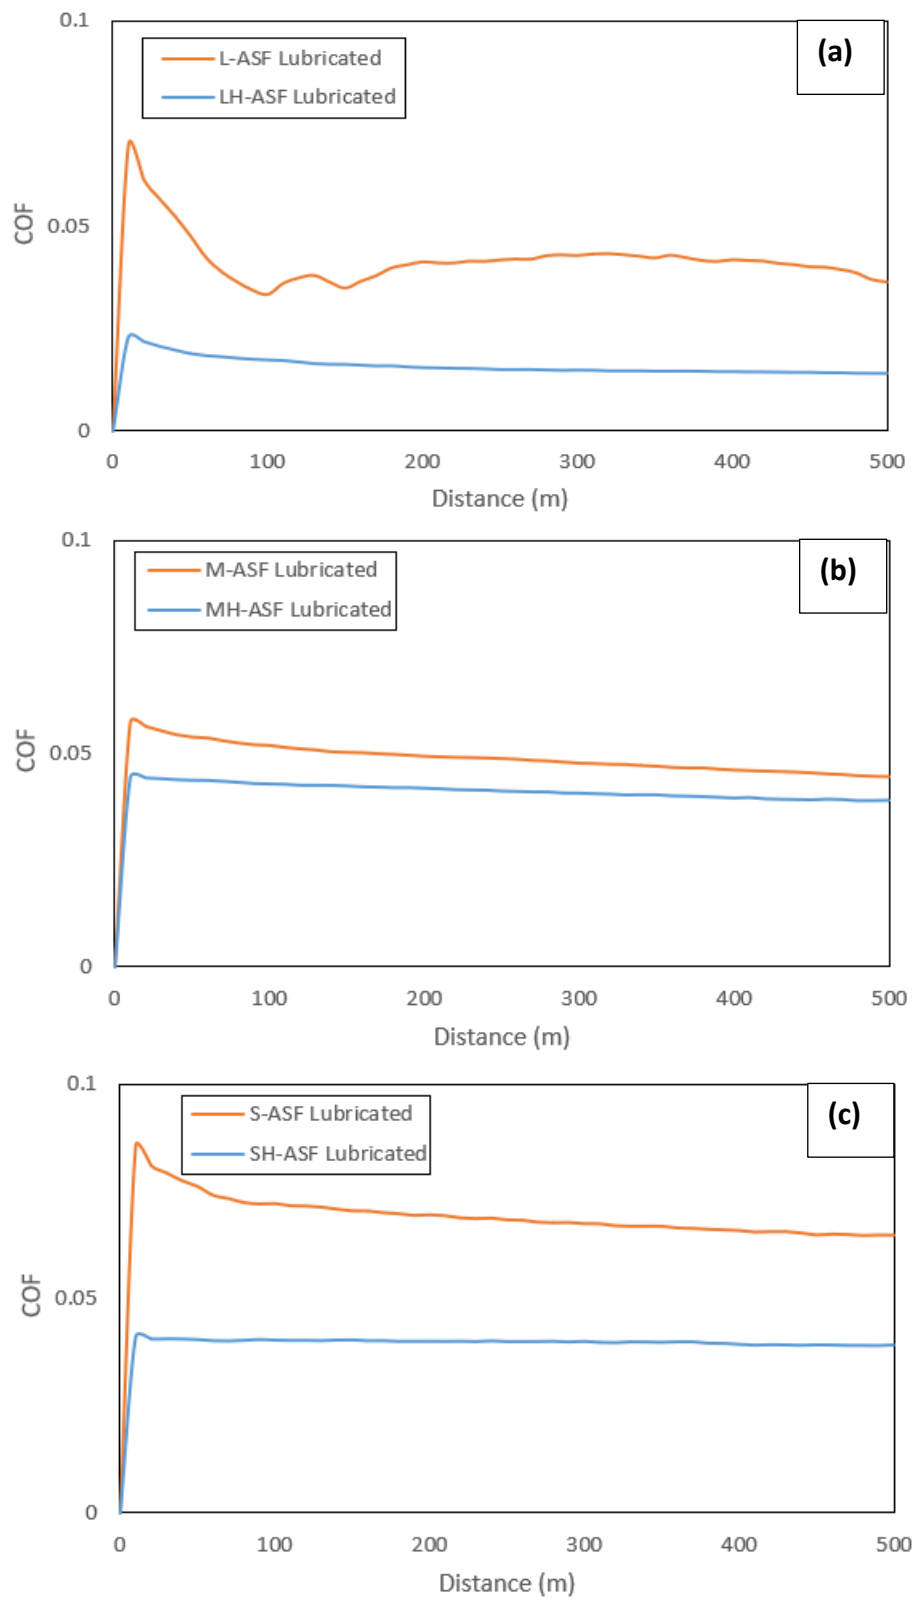 0.1
(a)
L-ASF Lubricated
LH-ASF Lubricated
COF
0.05
0
0 100 200 300 400 500
Distance (m)
0.1
(b)
M-ASF Lubricated
MH-ASF Lubricated
COF
0.05
0
0 100 200 300 400 500
Distance (m)
0.1
(c)
S-ASF Lubricated
SH-ASF Lubricated
COF
0.05
0
0 100 200 300 400 500
Distance (m)